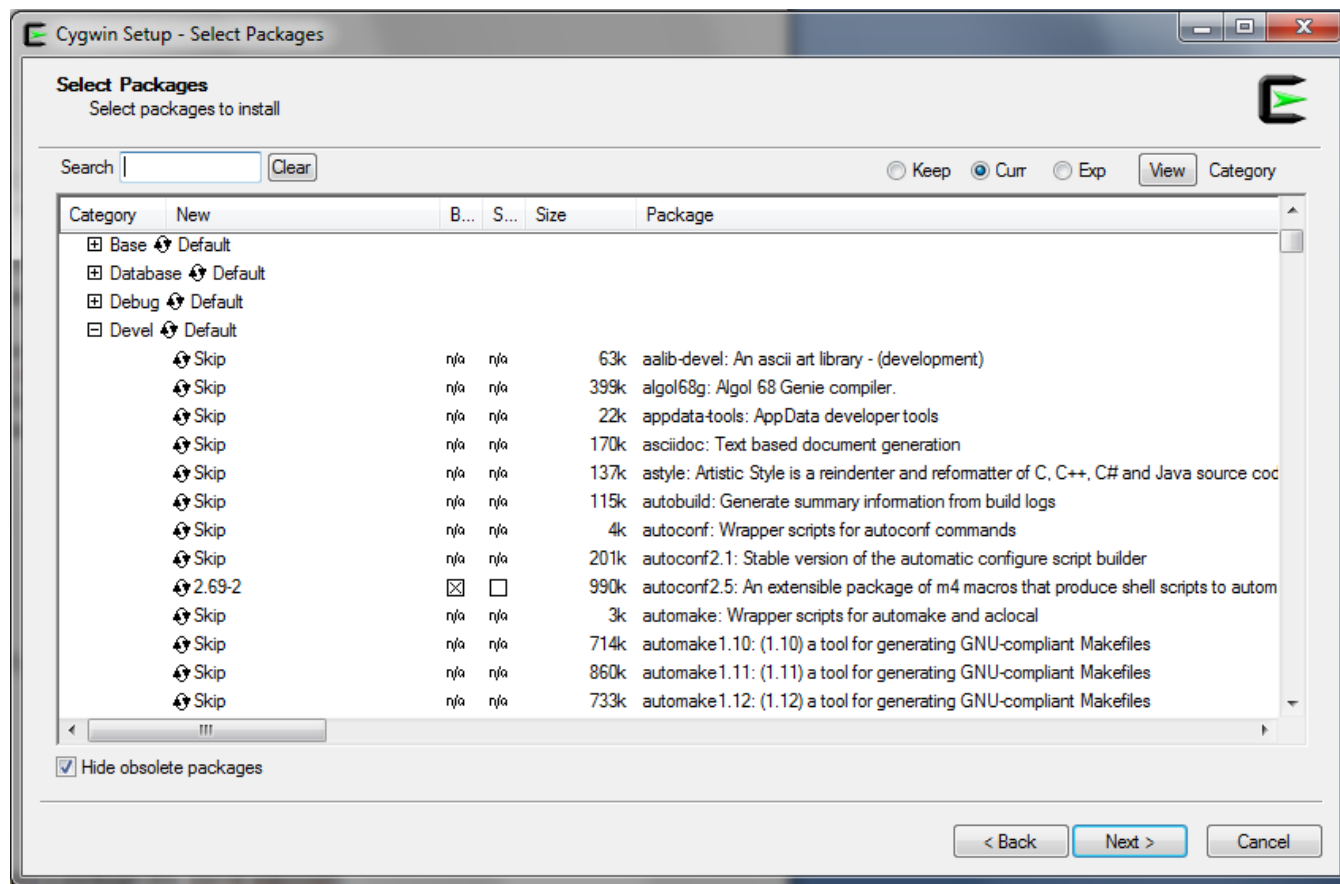 Cygwin Setup - Select Packages
Select Packages
Select packages to install
Search Clear Keep Curr Exp View Category
Category New B... S... Size Package
Base Default
Database Default
Debug Default
Devel Default
Skip n/a n/a 63k aalib-devel: An ascii art library - (development)
Skip n/a n/a 399k algol68g: Algol 68 Genie compiler.
Skip n/a n/a 22k appdata-tools: AppData developer tools
Skip n/a n/a 170k asciidoc: Text based document generation
Skip n/a n/a 137k astyle: Artistic Style is a reindenter and reformatter of C, C++, C# and Java source cod
Skip n/a n/a 115k autobuild: Generate summary information from build logs
Skip n/a n/a 4k autoconf: Wrapper scripts for autoconf commands
Skip n/a n/a 201k autoconf2.1: Stable version of the automatic configure script builder
2.69-2 990k autoconf2.5: An extensible package of m4 macros that produce shell scripts to autom
Skip n/a n/a 3k automake: Wrapper scripts for automake and aclocal
Skip n/a n/a 714k automake1.10: (1.10) a tool for generating GNU-compliant Makefiles
Skip n/a n/a 860k automake1.11: (1.11) a tool for generating GNU-compliant Makefiles
Skip n/a n/a 733k automake1.12: (1.12) a tool for generating GNU-compliant Makefiles
Hide obsolete packages
< Back Next > Cancel